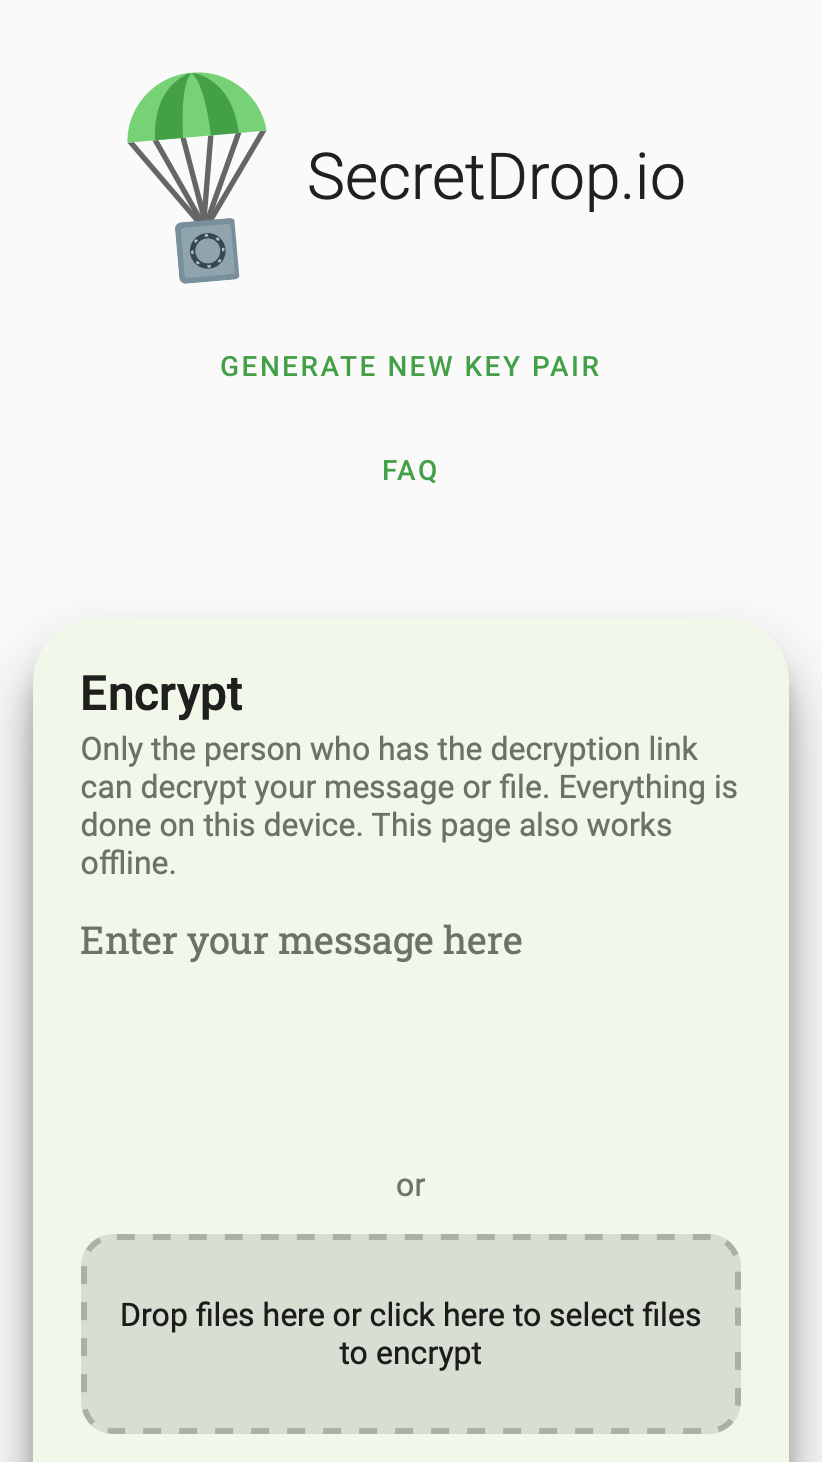 SecretDrop.io
GENERATE NEW KEY PAIR
FAQ
Encrypt
Only the person who has the decryption link
can decrypt your message or file. Everything is
done on this device. This page also works
offline.
Enter your message here
or
Drop files here or click here to select files
to encrypt